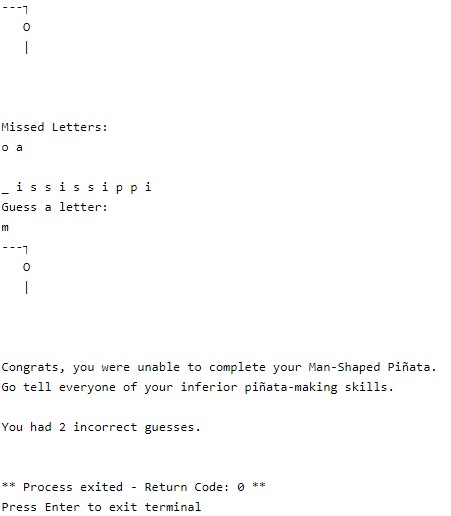 ---┐
O
|
Missed Letters:
o a
_ i s s i s s i p p i
Guess a letter:
m
---┐
O
|
Congrats, you were unable to complete your Man-Shaped Piñata.
Go tell everyone of your inferior piñata-making skills.
You had 2 incorrect guesses.
** Process exited - Return Code: 0 **
Press Enter to exit terminal